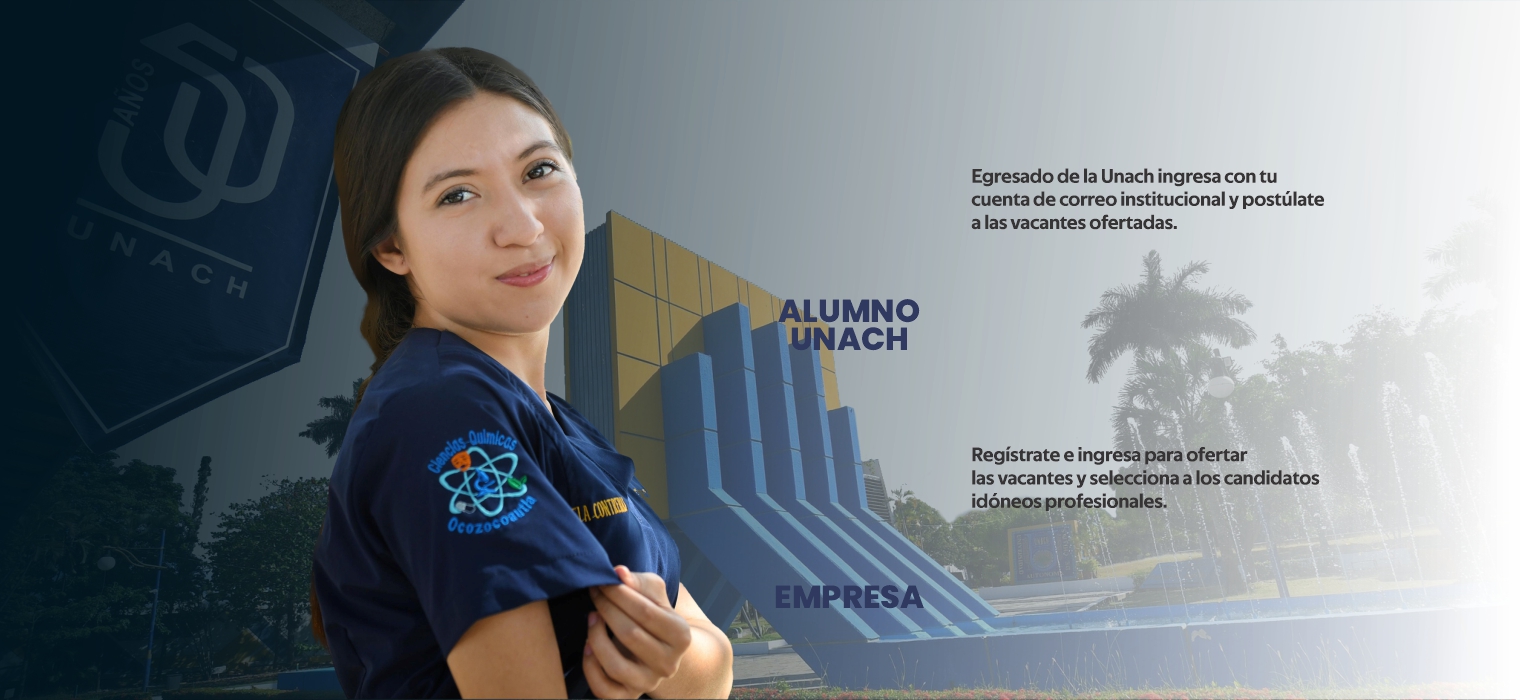 50
AÑOS
UNACH
Ciencias Químicas
Ocozocoautla
ALUMNO
UNACH
EMPRESA
Egresado de la Unach ingresa con tu
cuenta de correo institucional y postúlate
a las vacantes ofertadas.
Regístrate e ingresa para ofertar
las vacantes y selecciona a los candidatos
idóneos profesionales.